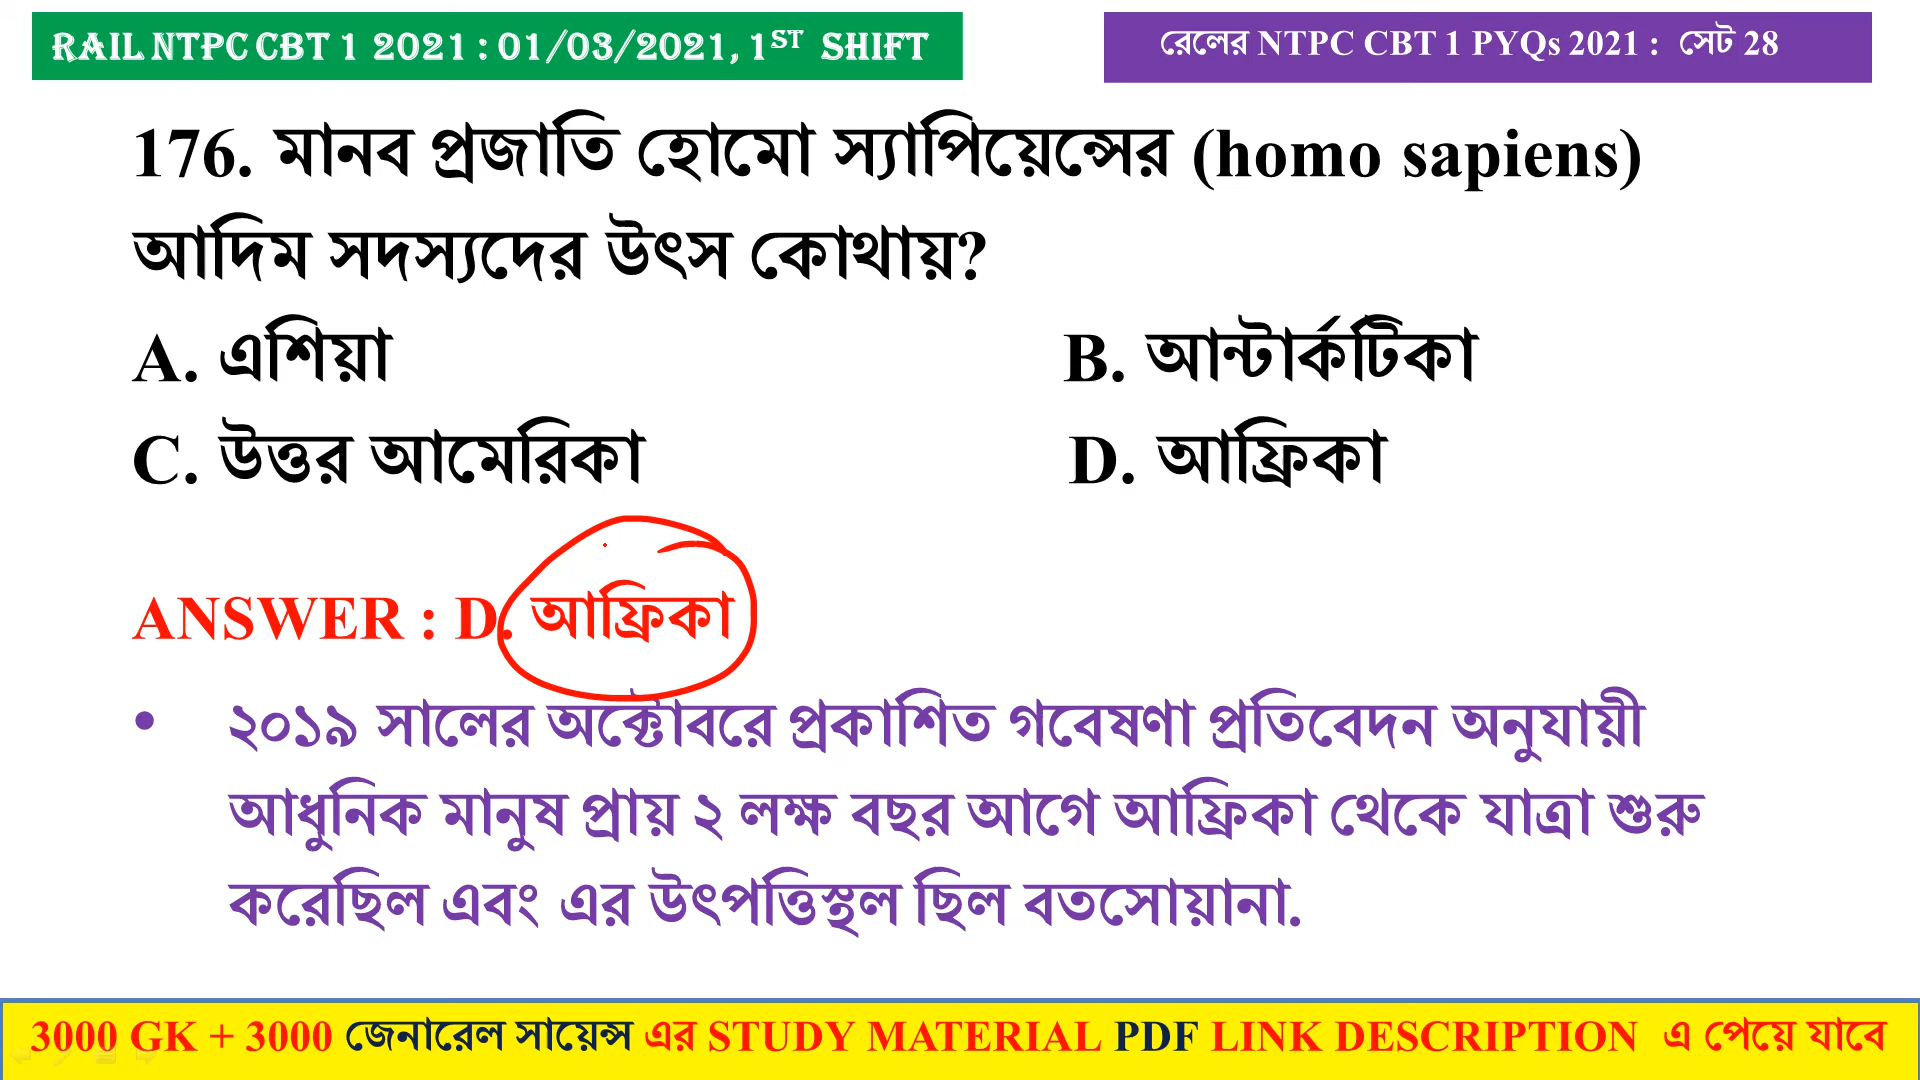 RAIL NTPC CBT 1 2021 : 01/03/2021, 1ST SHIFT
রেলের NTPC CBT 1 PYQs 2021 : সেট 28
176. মানব প্রজাতি হোমো স্যাপিয়েন্সের (homo sapiens)
আদিম সদস্যদের উৎস কোথায়?
A. এশিয়া B. আন্টার্কটিকা
C. উত্তর আমেরিকা D. আফ্রিকা
ANSWER : D. আফ্রিকা
• ২০১৯ সালের অক্টোবরে প্রকাশিত গবেষণা প্রতিবেদন অনুযায়ী
আধুনিক মানুষ প্রায় ২ লক্ষ বছর আগে আফ্রিকা থেকে যাত্রা শুরু
করেছিল এবং এর উৎপত্তিস্থল ছিল বতসোয়ানা.
3000 GK + 3000 জেনারেল সায়েন্স এর STUDY MATERIAL PDF LINK DESCRIPTION এ পেয়ে যাবে